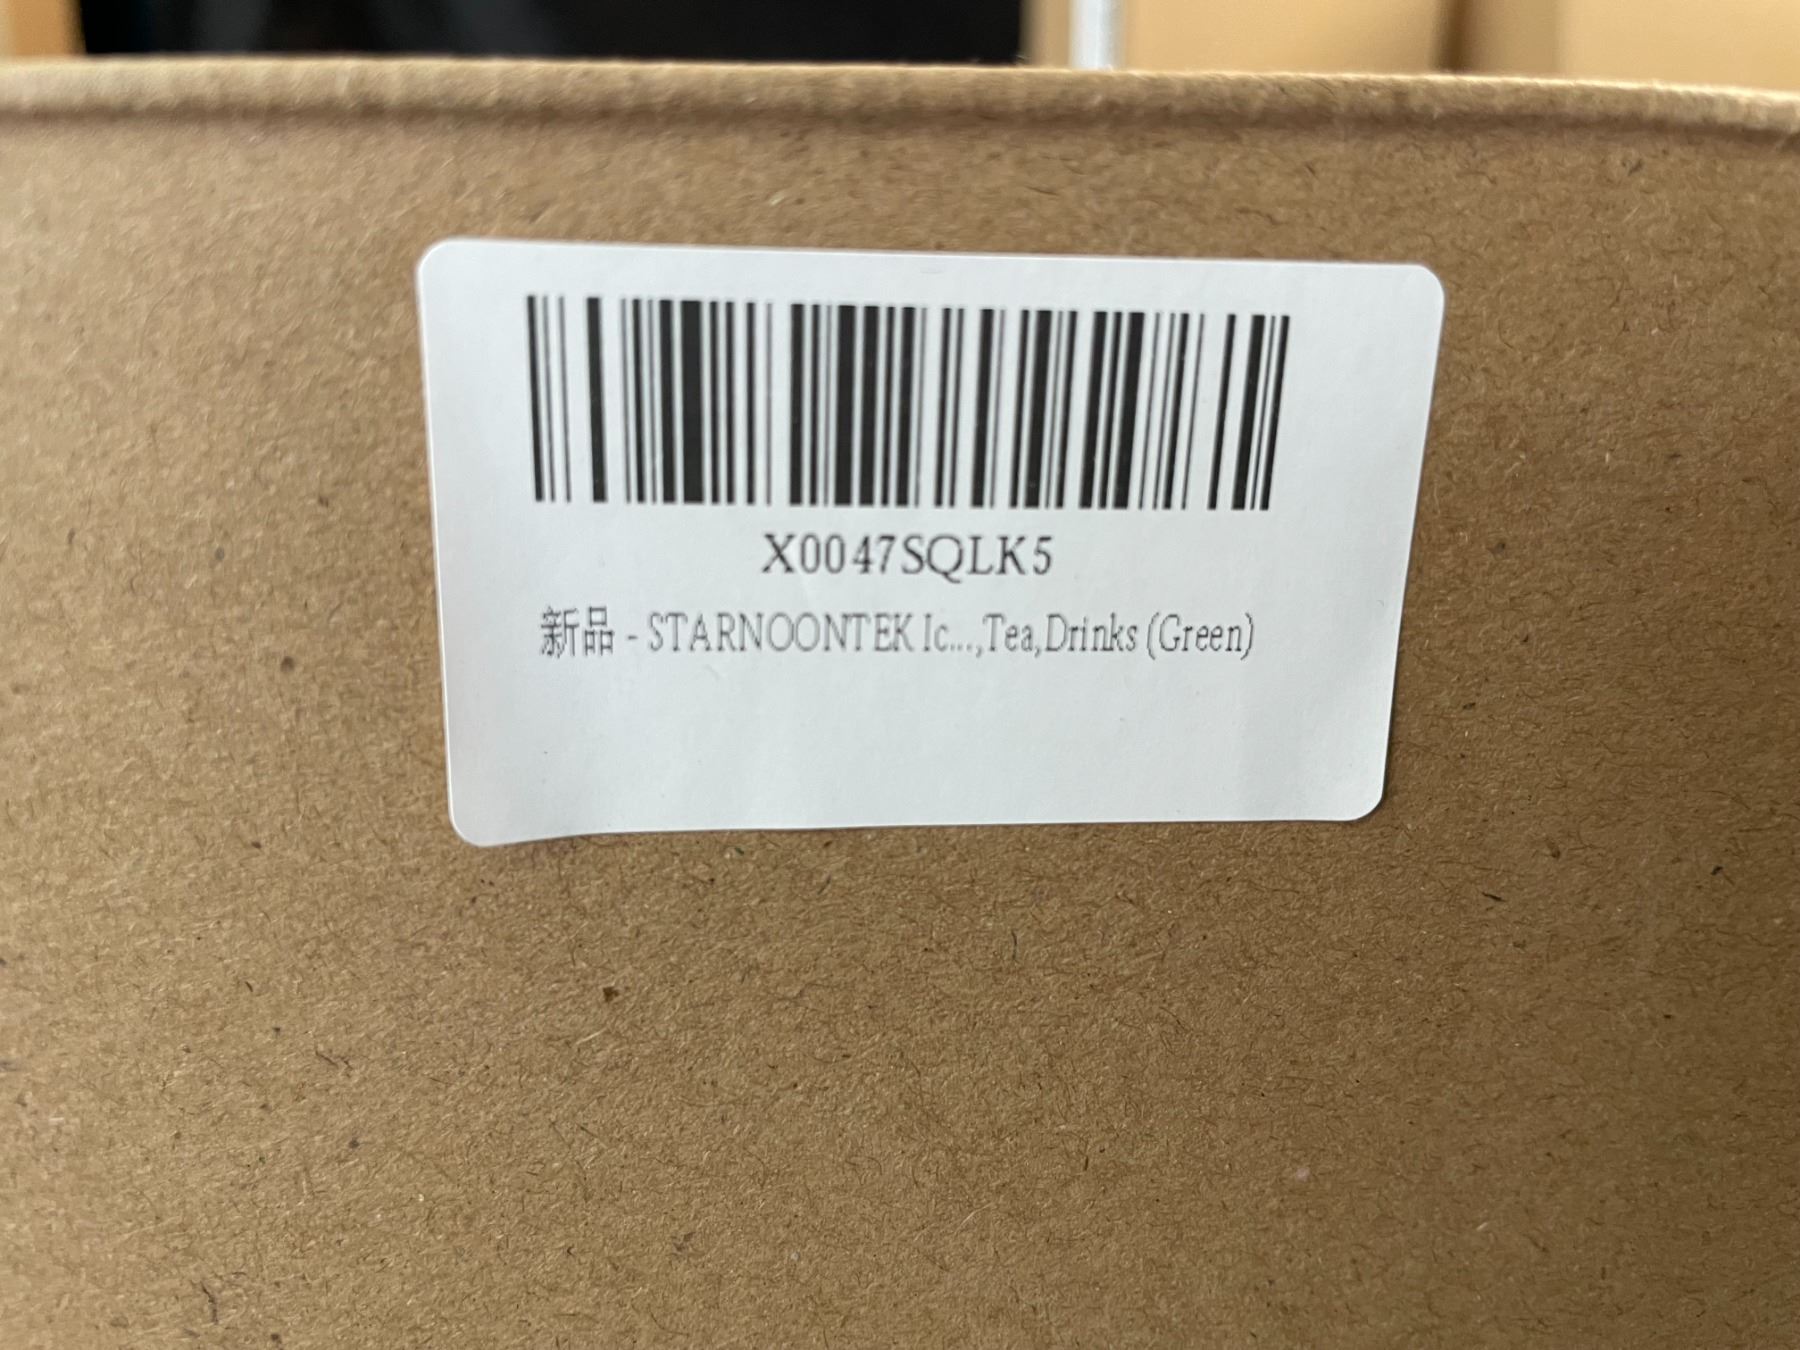 X0047SQLK5
新品 - STARNOONTEK Ic...,Tea,Drinks (Green)